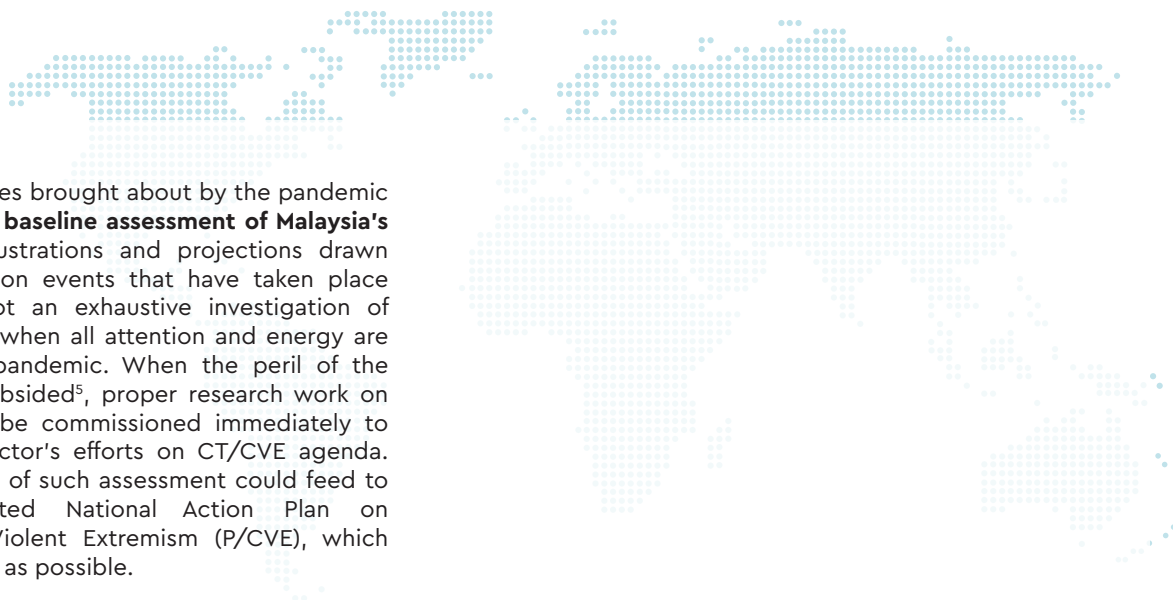 es brought about by the pandemic
baseline assessment of Malaysia's
ustrations and projections drawn
on events that have taken place
ot an exhaustive investigation of
when all attention and energy are
pandemic. When the peril of the
bsided⁵, proper research work on
be commissioned immediately to
ctor's efforts on CT/CVE agenda.
of such assessment could feed to
ted National Action Plan on
Violent Extremism (P/CVE), which
as possible.